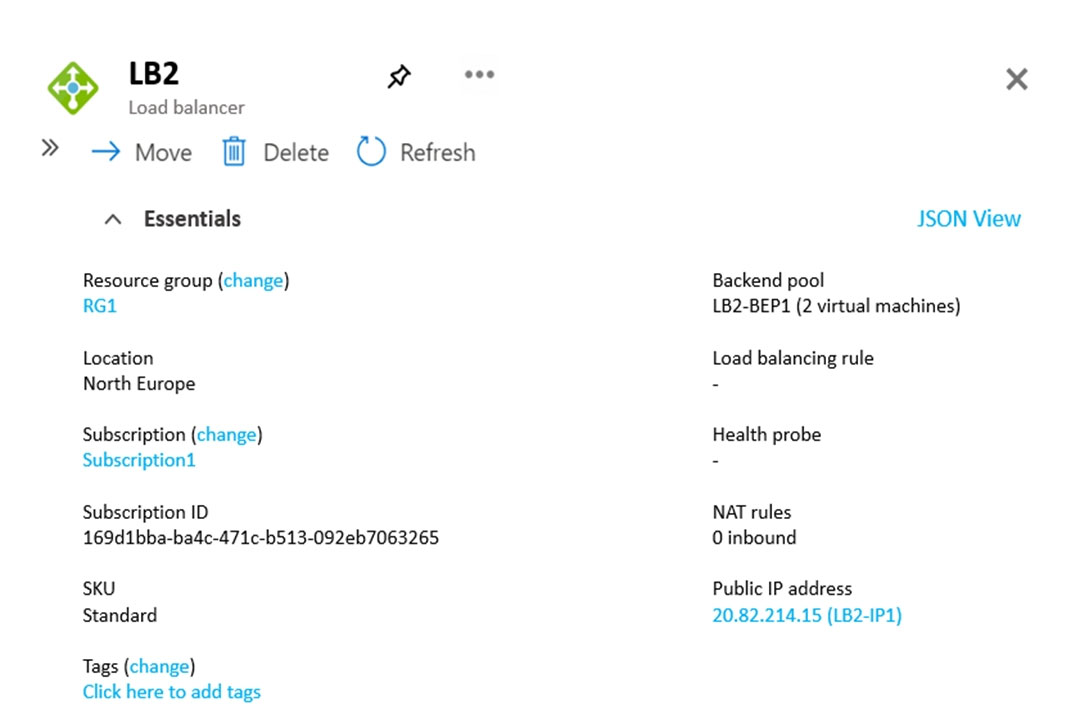 LB2
Load balancer
Move Delete Refresh
Essentials JSON View
Resource group (change)
RG1
Location
North Europe
Subscription (change)
Subscription1
Subscription ID
169d1bba-ba4c-471c-b513-092eb7063265
SKU
Standard
Tags (change)
Click here to add tags
Backend pool
LB2-BEP1 (2 virtual machines)
Load balancing rule
-
Health probe
-
NAT rules
0 inbound
Public IP address
20.82.214.15 (LB2-IP1)